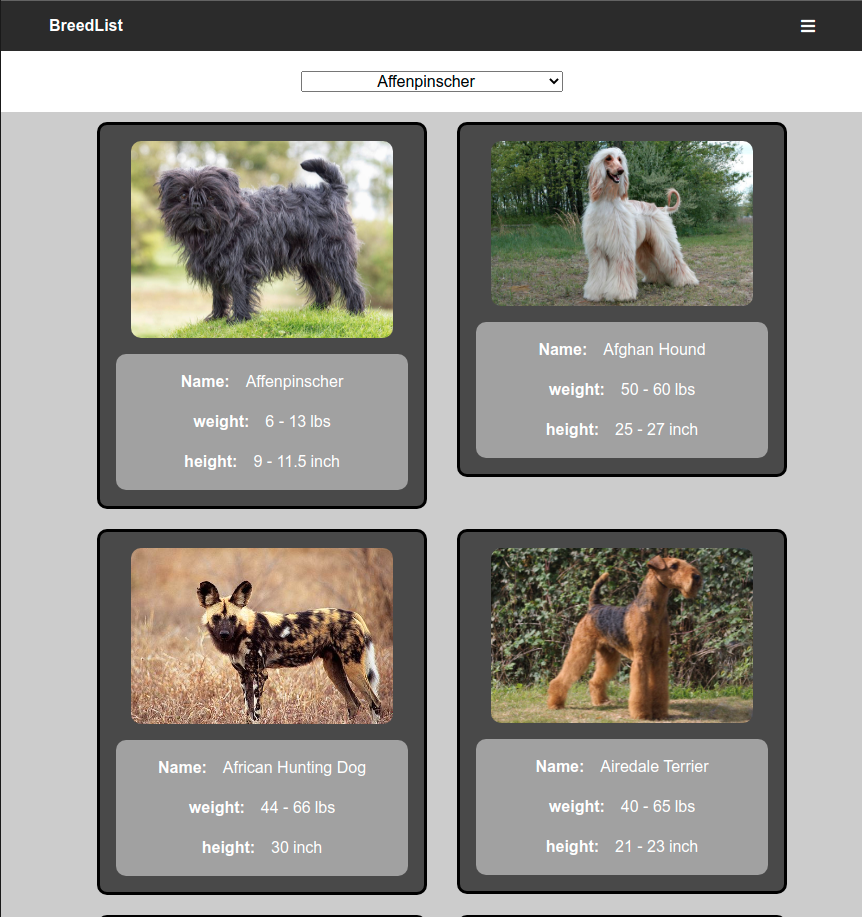 BreedList
Affenpinscher
Name: Affenpinscher
weight: 6 - 13 lbs
height: 9 - 11.5 inch
Name: Afghan Hound
weight: 50 - 60 lbs
height: 25 - 27 inch
Name: African Hunting Dog
weight: 44 - 66 lbs
height: 30 inch
Name: Airedale Terrier
weight: 40 - 65 lbs
height: 21 - 23 inch